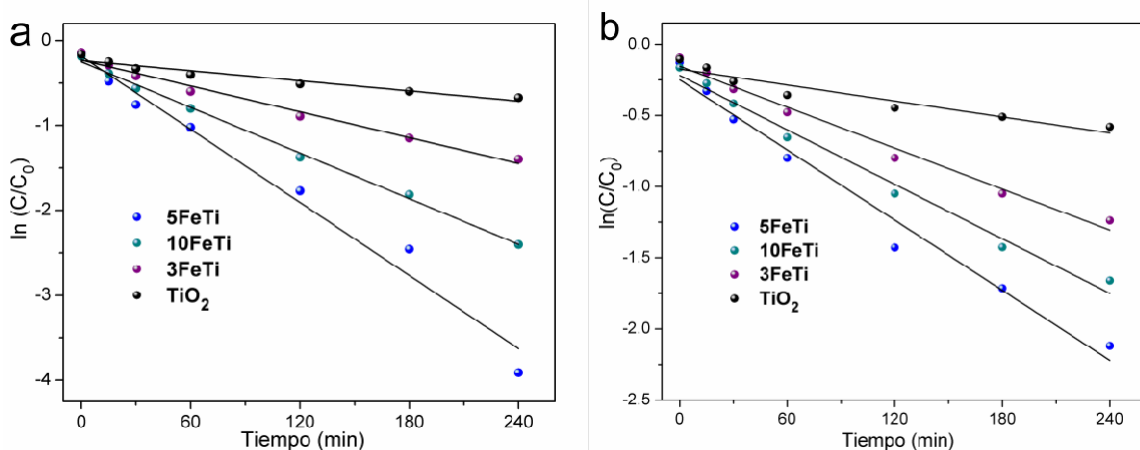 a
ln (C/C0)
-0
-1
-2
-3
-4
5FeTi
10FeTi
3FeTi
TiO2
0 60 120 180 240
Tiempo (min)
b
ln(C/C0)
0.0
-0.5
-1.0
-1.5
-2.0
-2.5
5FeTi
10FeTi
3FeTi
TiO2
0 60 120 180 240
Tiempo (min)